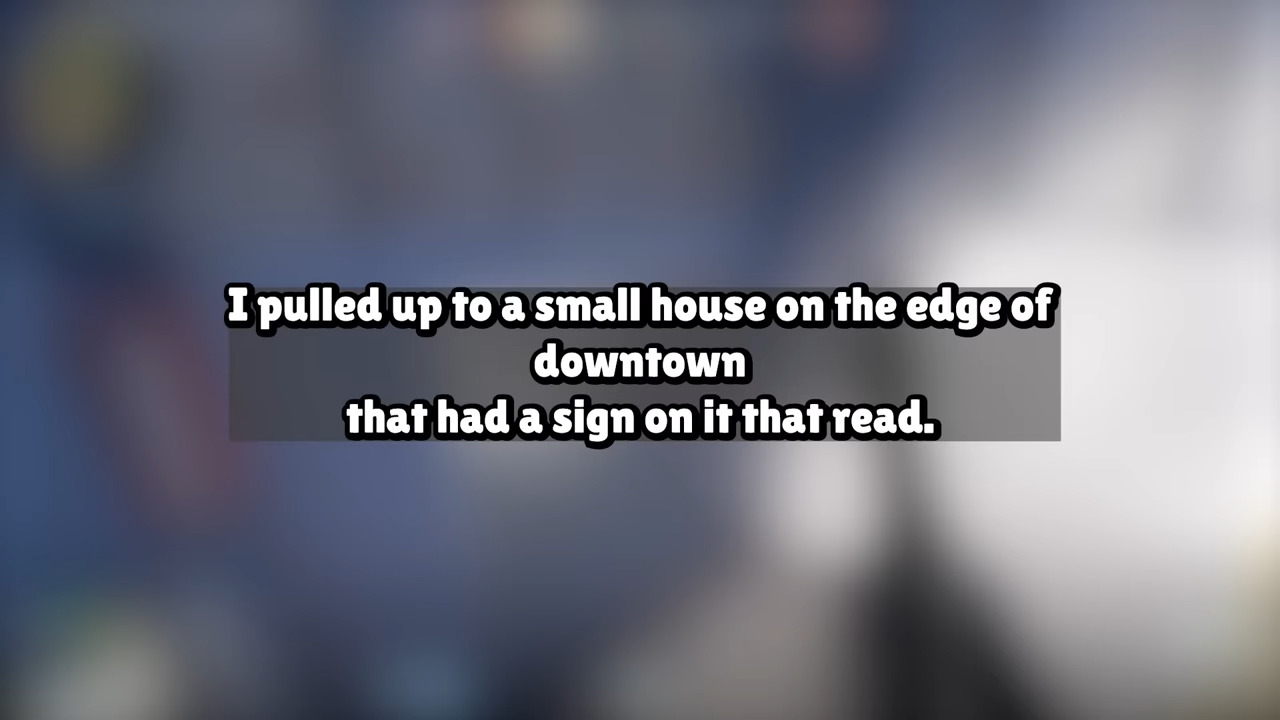 I pulled up to a small house on the edge of
downtown
that had a sign on it that read.